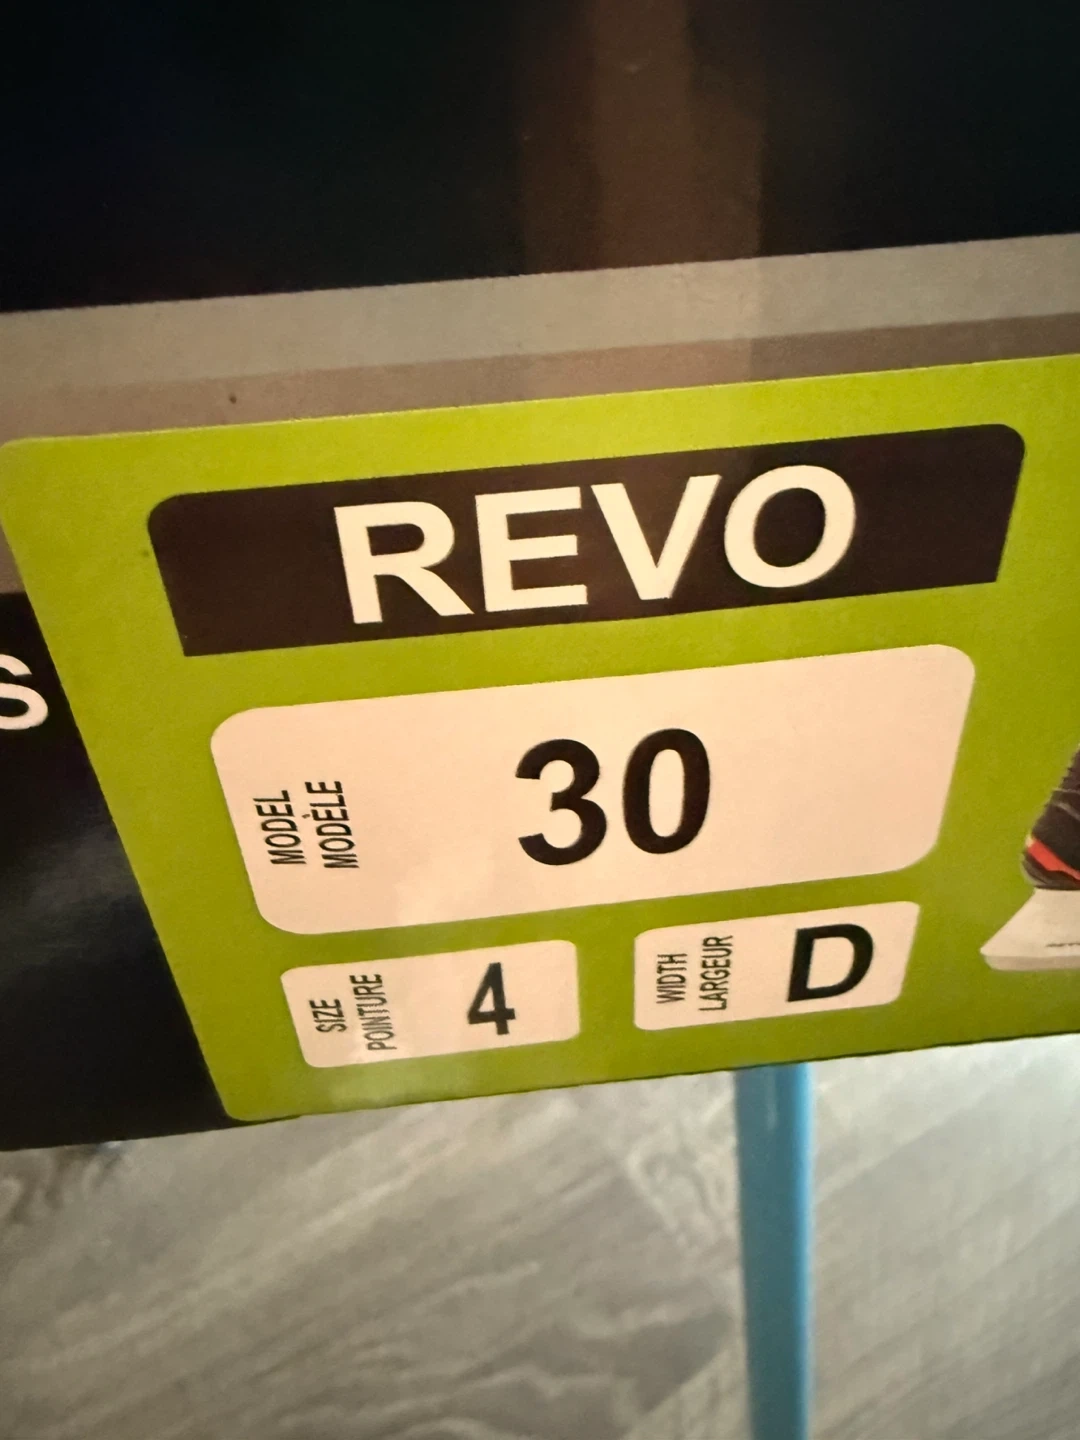 REVO
S
MODEL
MODÈLE
30
SIZE
POINTURE
4
WIDTH
LARGEUR
D